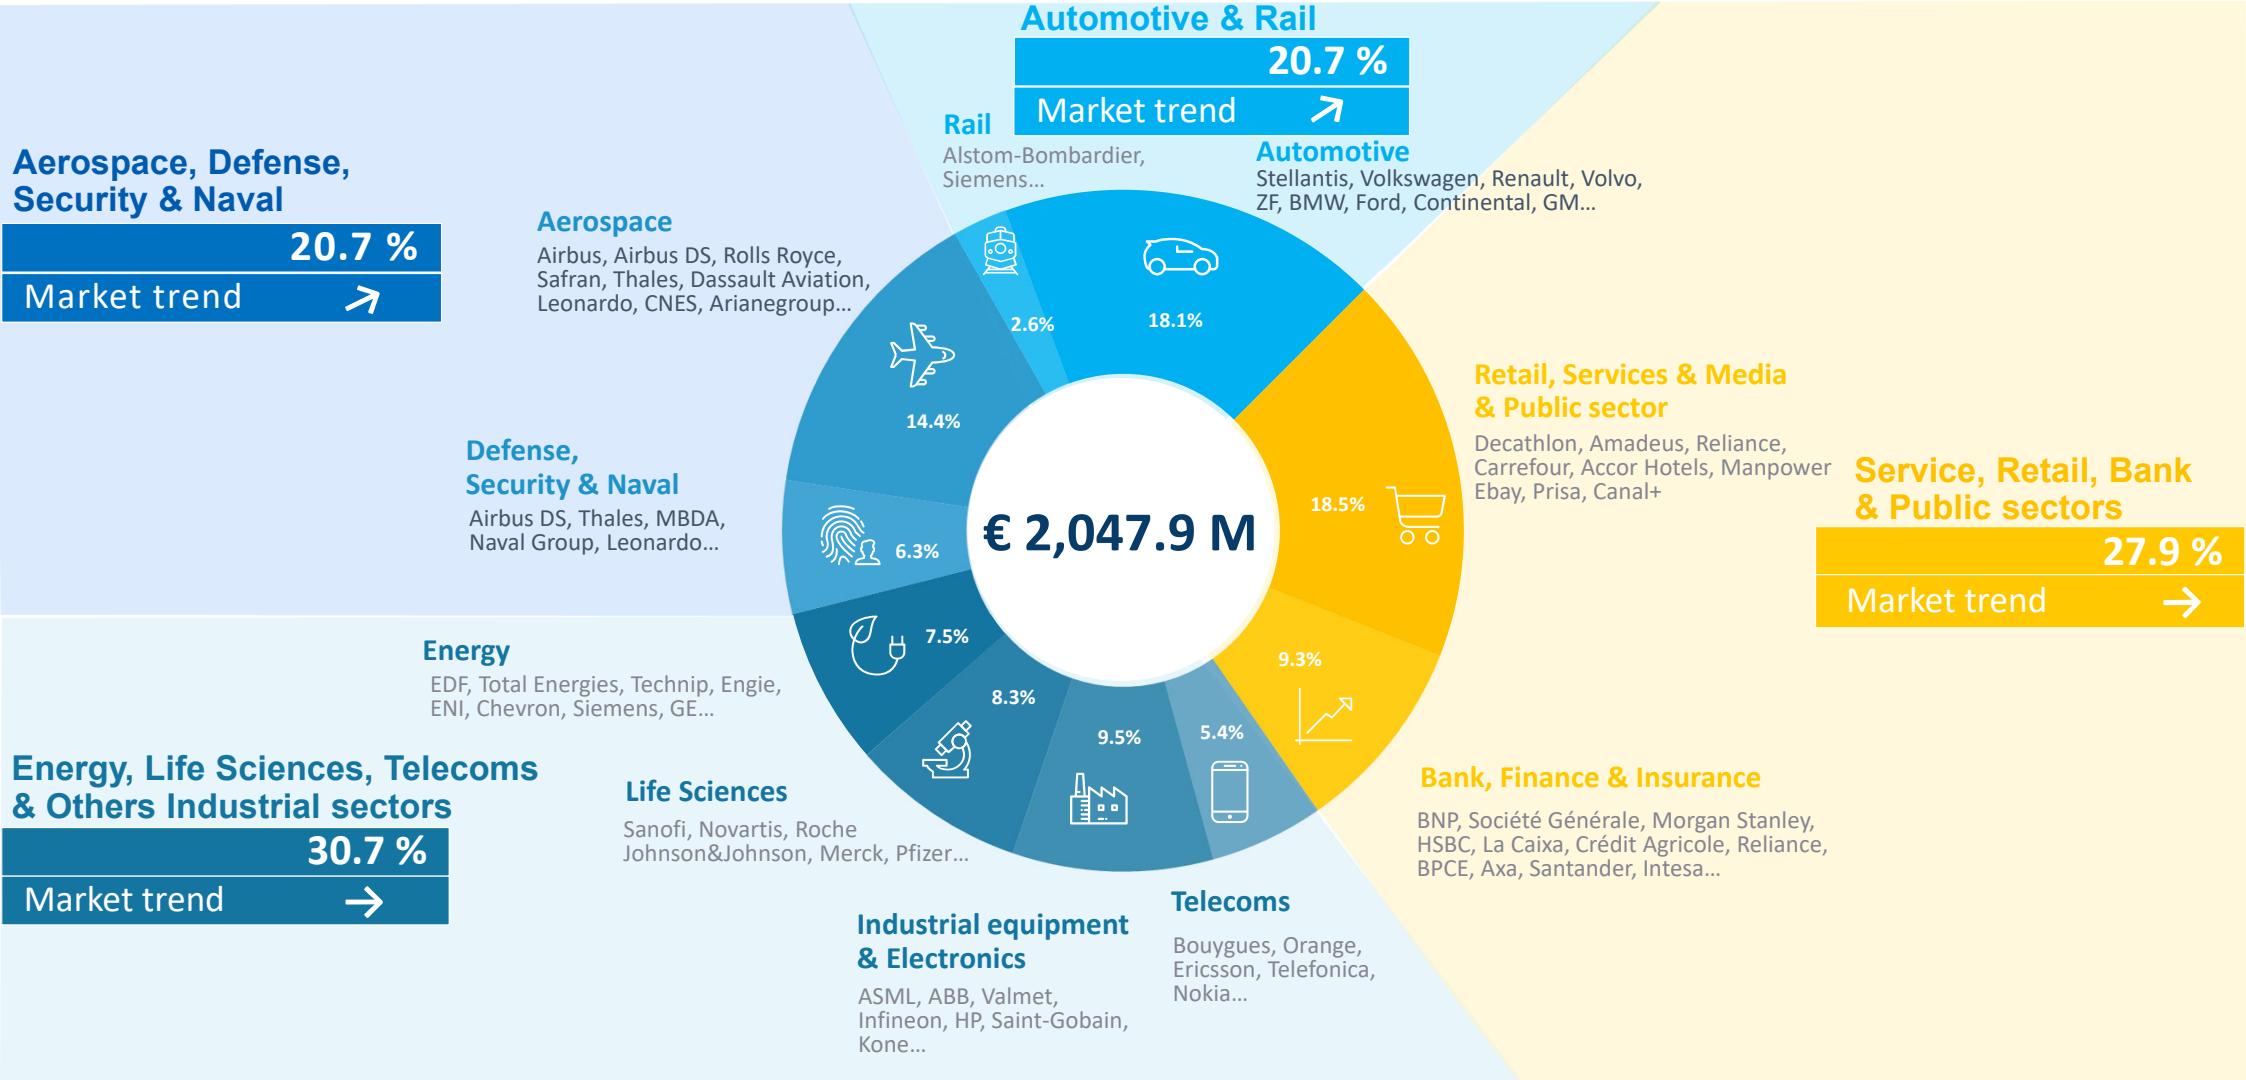 Automotive & Rail
20.7 %
Market trend
Rail
Alstom-Bombardier,
Siemens...
Automotive
Stellantis, Volkswagen, Renault, Volvo,
ZF, BMW, Ford, Continental, GM...
Aerospace, Defense,
Security & Naval
20.7 %
Market trend
Aerospace
Airbus, Airbus DS, Rolls Royce,
Safran, Thales, Dassault Aviation,
Leonardo, CNES, Arianegroup...
Defense,
Security & Naval
Airbus DS, Thales, MBDA,
Naval Group, Leonardo...
2.6%
18.1%
14.4%
6.3%
7.5%
8.3%
9.5%
5.4%
9.3%
18.5%
€ 2,047.9 M
Retail, Services & Media
& Public sector
Decathlon, Amadeus, Reliance,
Carrefour, Accor Hotels, Manpower
Ebay, Prisa, Canal+
Service, Retail, Bank
& Public sectors
27.9 %
Market trend
Energy
EDF, Total Energies, Technip, Engie,
ENI, Chevron, Siemens, GE...
Energy, Life Sciences, Telecoms
& Others Industrial sectors
30.7 %
Market trend
Life Sciences
Sanofi, Novartis, Roche
Johnson&Johnson, Merck, Pfizer...
Industrial equipment
& Electronics
ASML, ABB, Valmet,
Infineon, HP, Saint-Gobain,
Kone...
Telecoms
Bouygues, Orange,
Ericsson, Telefonica,
Nokia...
Bank, Finance & Insurance
BNP, Société Générale, Morgan Stanley,
HSBC, La Caixa, Crédit Agricole, Reliance,
BPCE, Axa, Santander, Intesa...